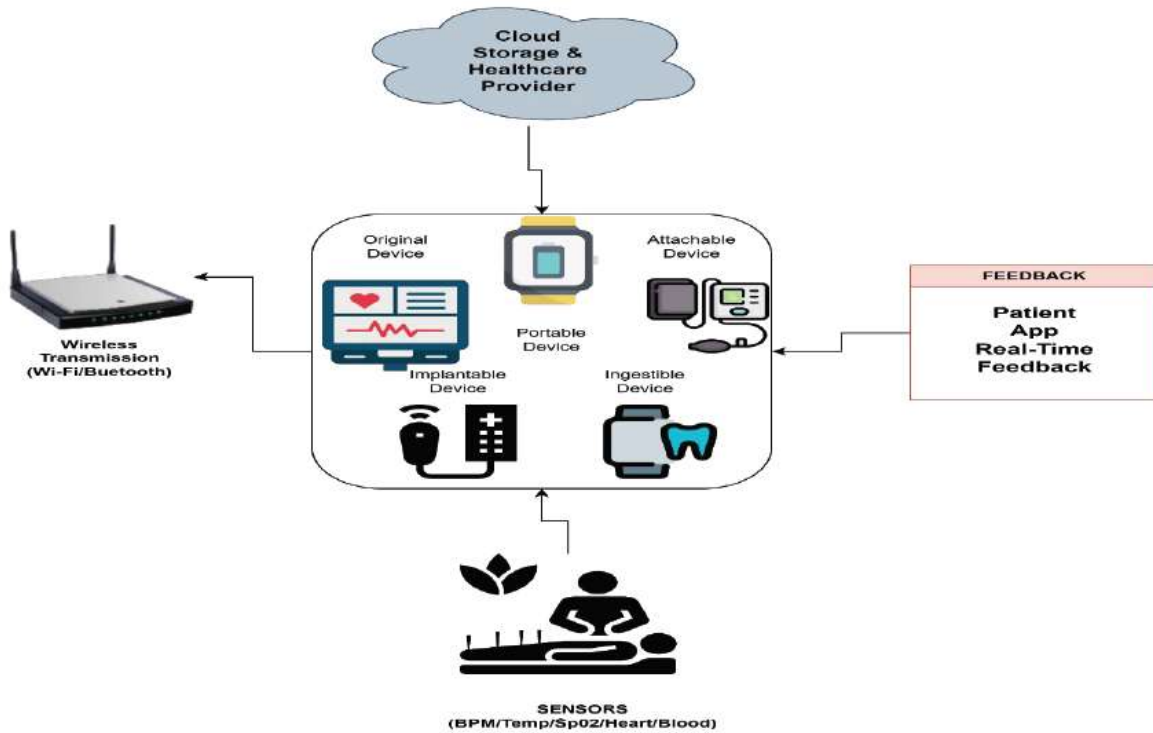 Cloud
Storage &
Healthcare
Provider
Original
Device
Attachable
Device
Portable
Device
Implantable
Device
Ingestible
Device
Wireless
Transmission
(Wi-Fi/Buetooth)
FEEDBACK
Patient
App
Real-Time
Feedback
SENSORS
(BPM/Temp/Sp02/Heart/Blood)